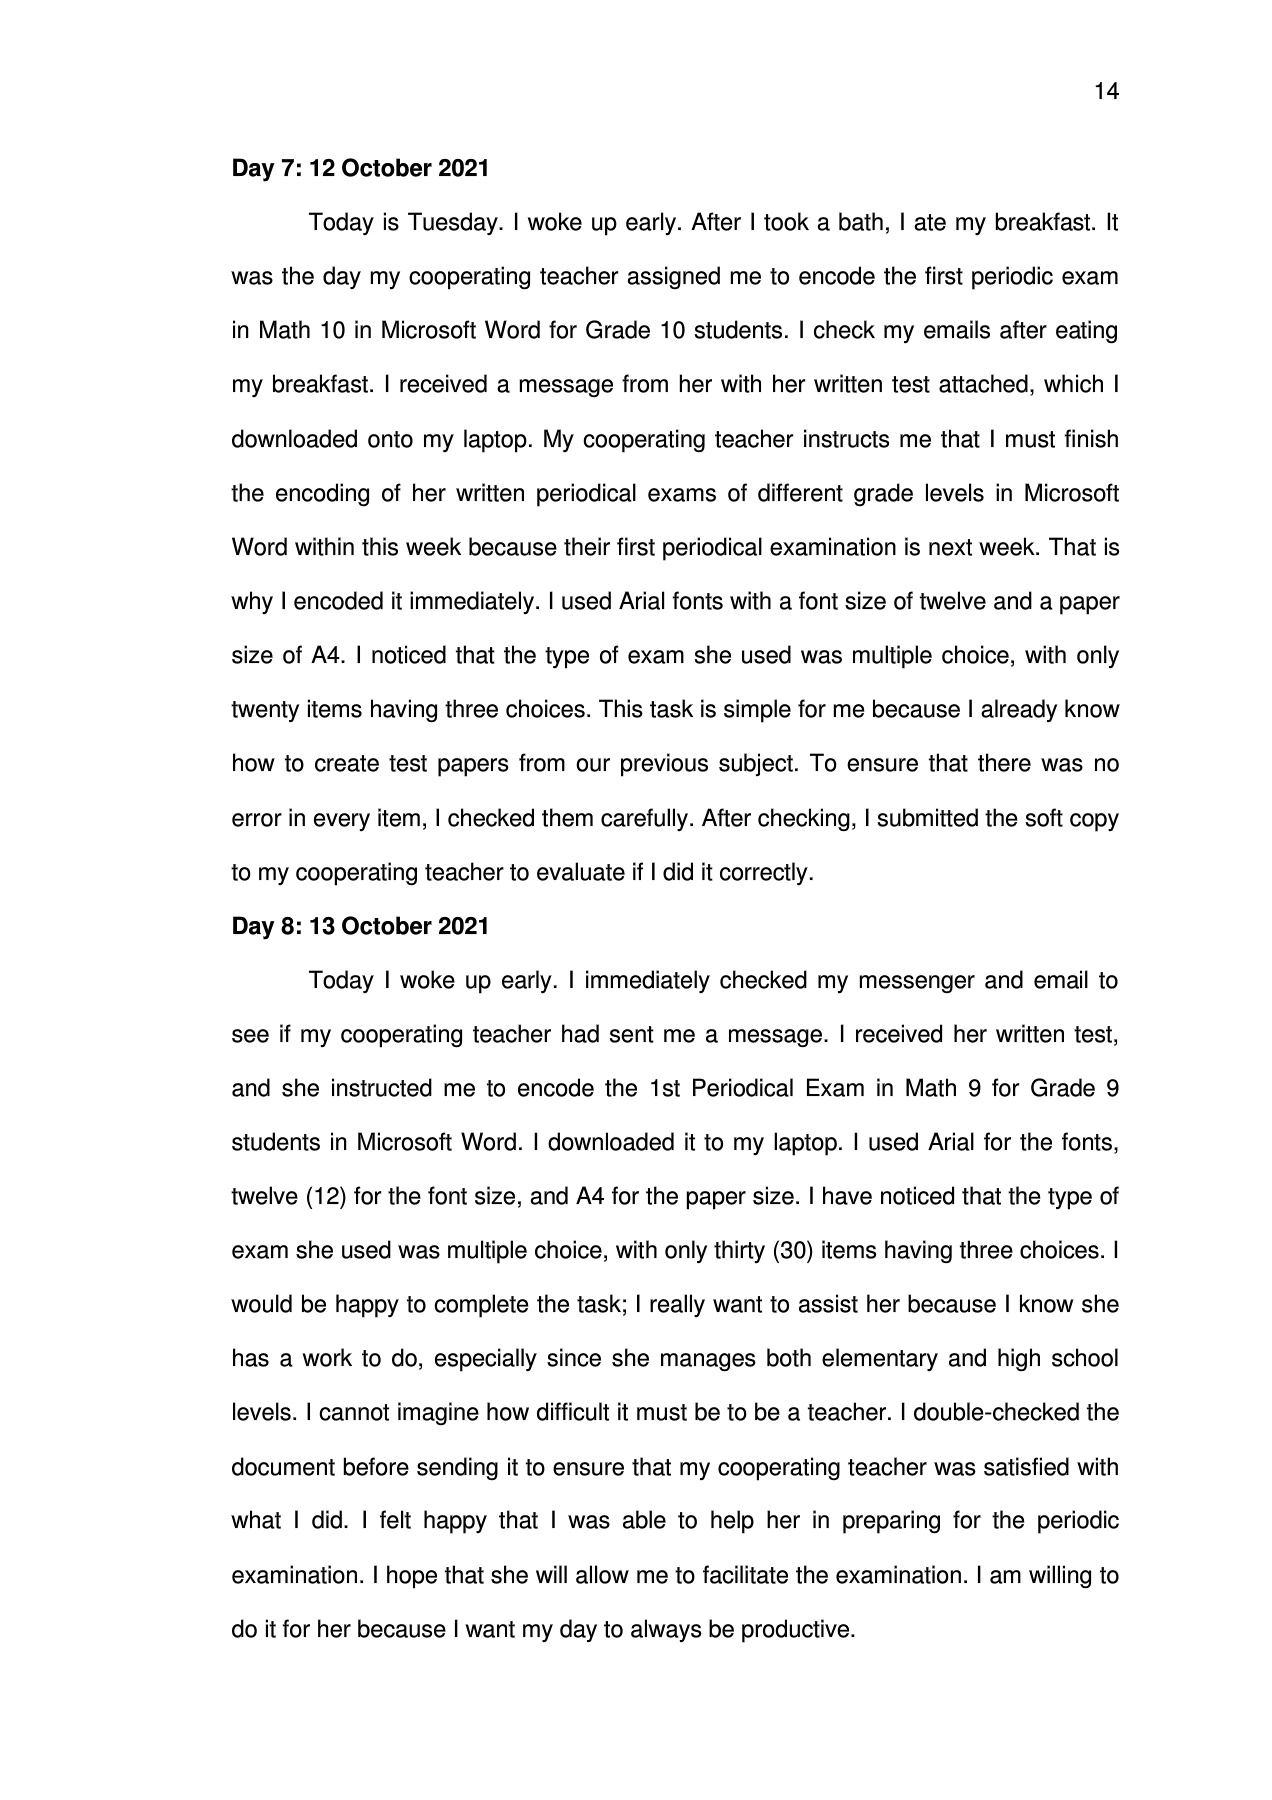 14
Day 7: 12 October 2021
Today is Tuesday. I woke up early. After I took a bath, I ate my breakfast. It
was the day my cooperating teacher assigned me to encode the first periodic exam
in Math 10 in Microsoft Word for Grade 10 students. I check my emails after eating
my breakfast. I received a message from her with her written test attached, which I
downloaded onto my laptop. My cooperating teacher instructs me that I must finish
the encoding of her written periodical exams of different grade levels in Microsoft
Word within this week because their first periodical examination is next week. That is
why I encoded it immediately. I used Arial fonts with a font size of twelve and a paper
size of A4. I noticed that the type of exam she used was multiple choice, with only
twenty items having three choices. This task is simple for me because I already know
how to create test papers from our previous subject. To ensure that there was no
error in every item, I checked them carefully. After checking, I submitted the soft copy
to my cooperating teacher to evaluate if I did it correctly.
Day 8: 13 October 2021
Today I woke up early. I immediately checked my messenger and email to
see if my cooperating teacher had sent me a message. I received her written test,
and she instructed me to encode the 1st Periodical Exam in Math 9 for Grade 9
students in Microsoft Word. I downloaded it to my laptop. I used Arial for the fonts,
twelve (12) for the font size, and A4 for the paper size. I have noticed that the type of
exam she used was multiple choice, with only thirty (30) items having three choices. I
would be happy to complete the task; I really want to assist her because I know she
has a work to do, especially since she manages both elementary and high school
levels. I cannot imagine how difficult it must be to be a teacher. I double-checked the
document before sending it to ensure that my cooperating teacher was satisfied with
what I did. I felt happy that I was able to help her in preparing for the periodic
examination. I hope that she will allow me to facilitate the examination. I am willing to
do it for her because I want my day to always be productive.